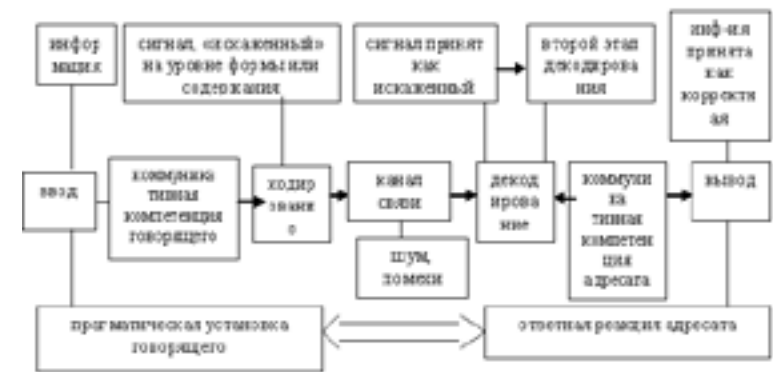 инфор
мация
сигнал, «искаженный»
на уровне формы или
содержания
сигнал принят
как
искаженный
второй этап
декодирова
ния
инф-ия
принята
как
корректн
ая
ввод
коммуника
тивная
компетенция
говорящего
кодир
овани
е
канал
связи
декод
ирова
ние
коммуни
ка
тивная
компетен
ция
адресата
вывод
шум,
помехи
прагматическая установка
говорящего
ответная реакция адресата